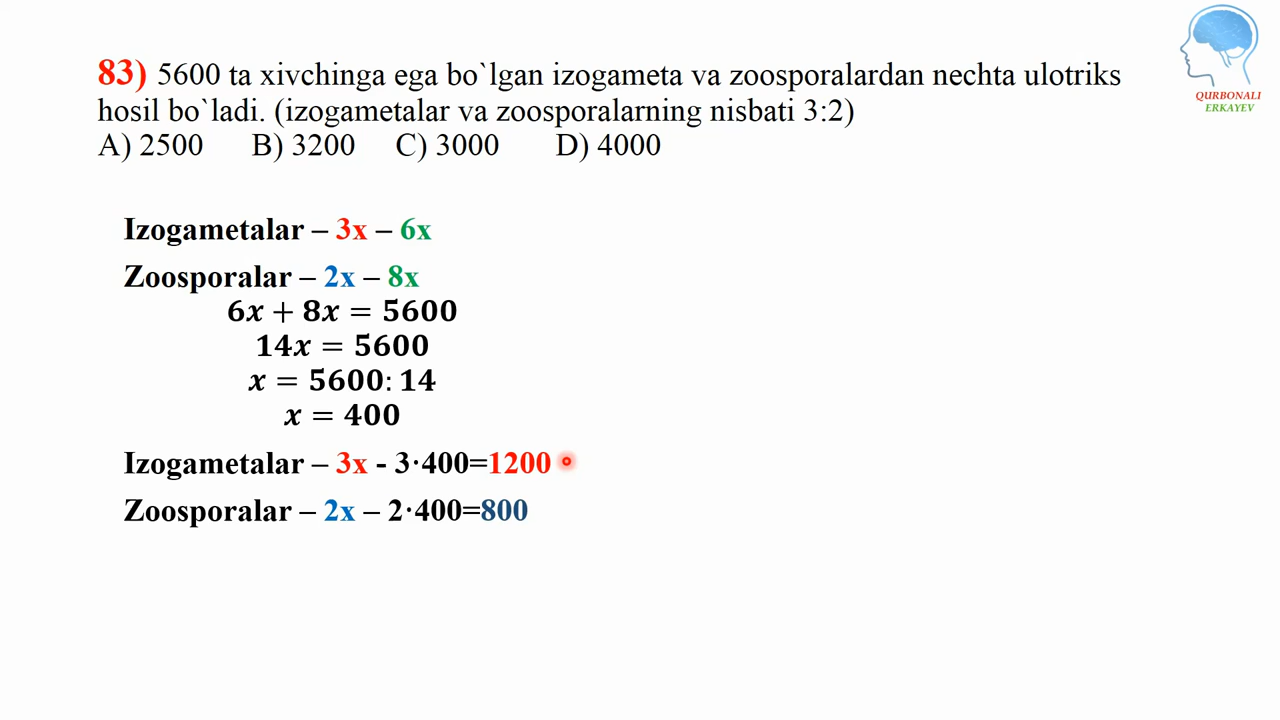 83) 5600 ta xivchinga ega bo`lgan izogameta va zoosporalardan nechta ulotriks
hosil bo`ladi. (izogametalar va zoosporalarning nisbati 3:2)
A) 2500 B) 3200 C) 3000 D) 4000
QURBONALI
ERKAYEV
Izogametalar – 3x – 6x
Zoosporalar – 2x – 8x
6x + 8x = 5600
14x = 5600
x = 5600: 14
x = 400
Izogametalar – 3x - 3·400=1200
Zoosporalar – 2x – 2·400=800